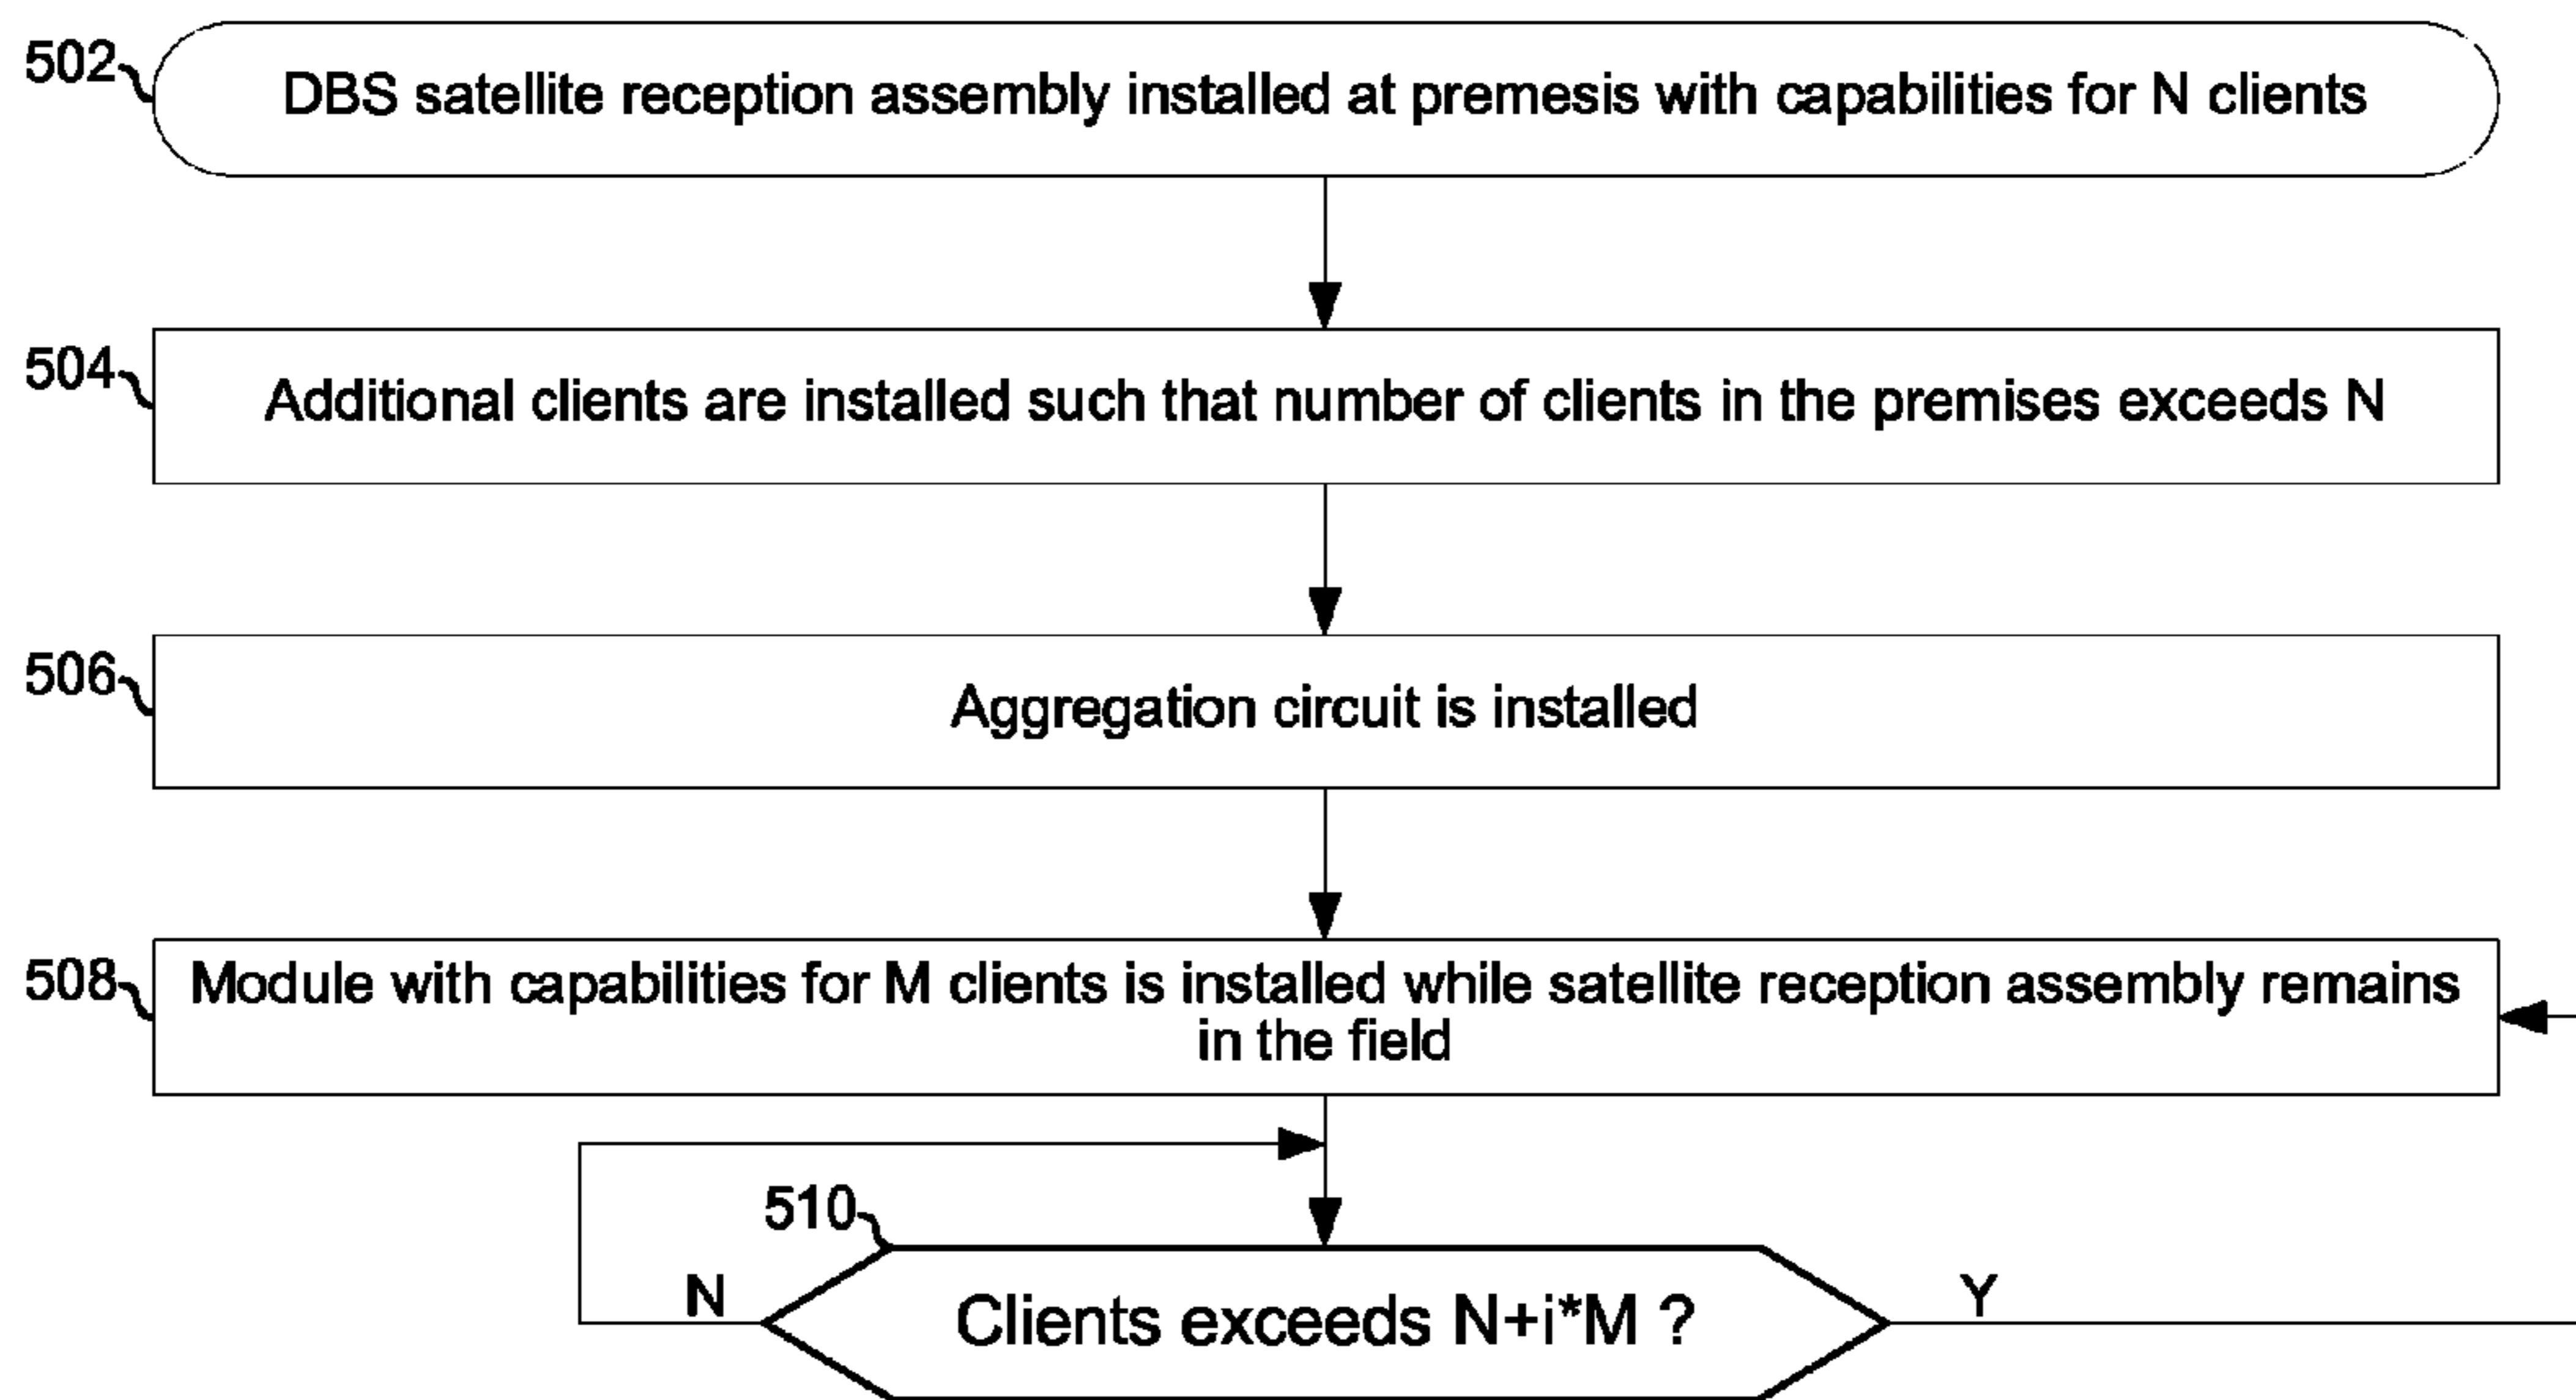 502
DBS satellite reception assembly installed at premesis with capabilities for N clients
504
Additional clients are installed such that number of clients in the premises exceeds N
506
Aggregation circuit is installed
508
Module with capabilities for M clients is installed while satellite reception assembly remains
in the field
510
N
Clients exceeds N+i*M ?
Y